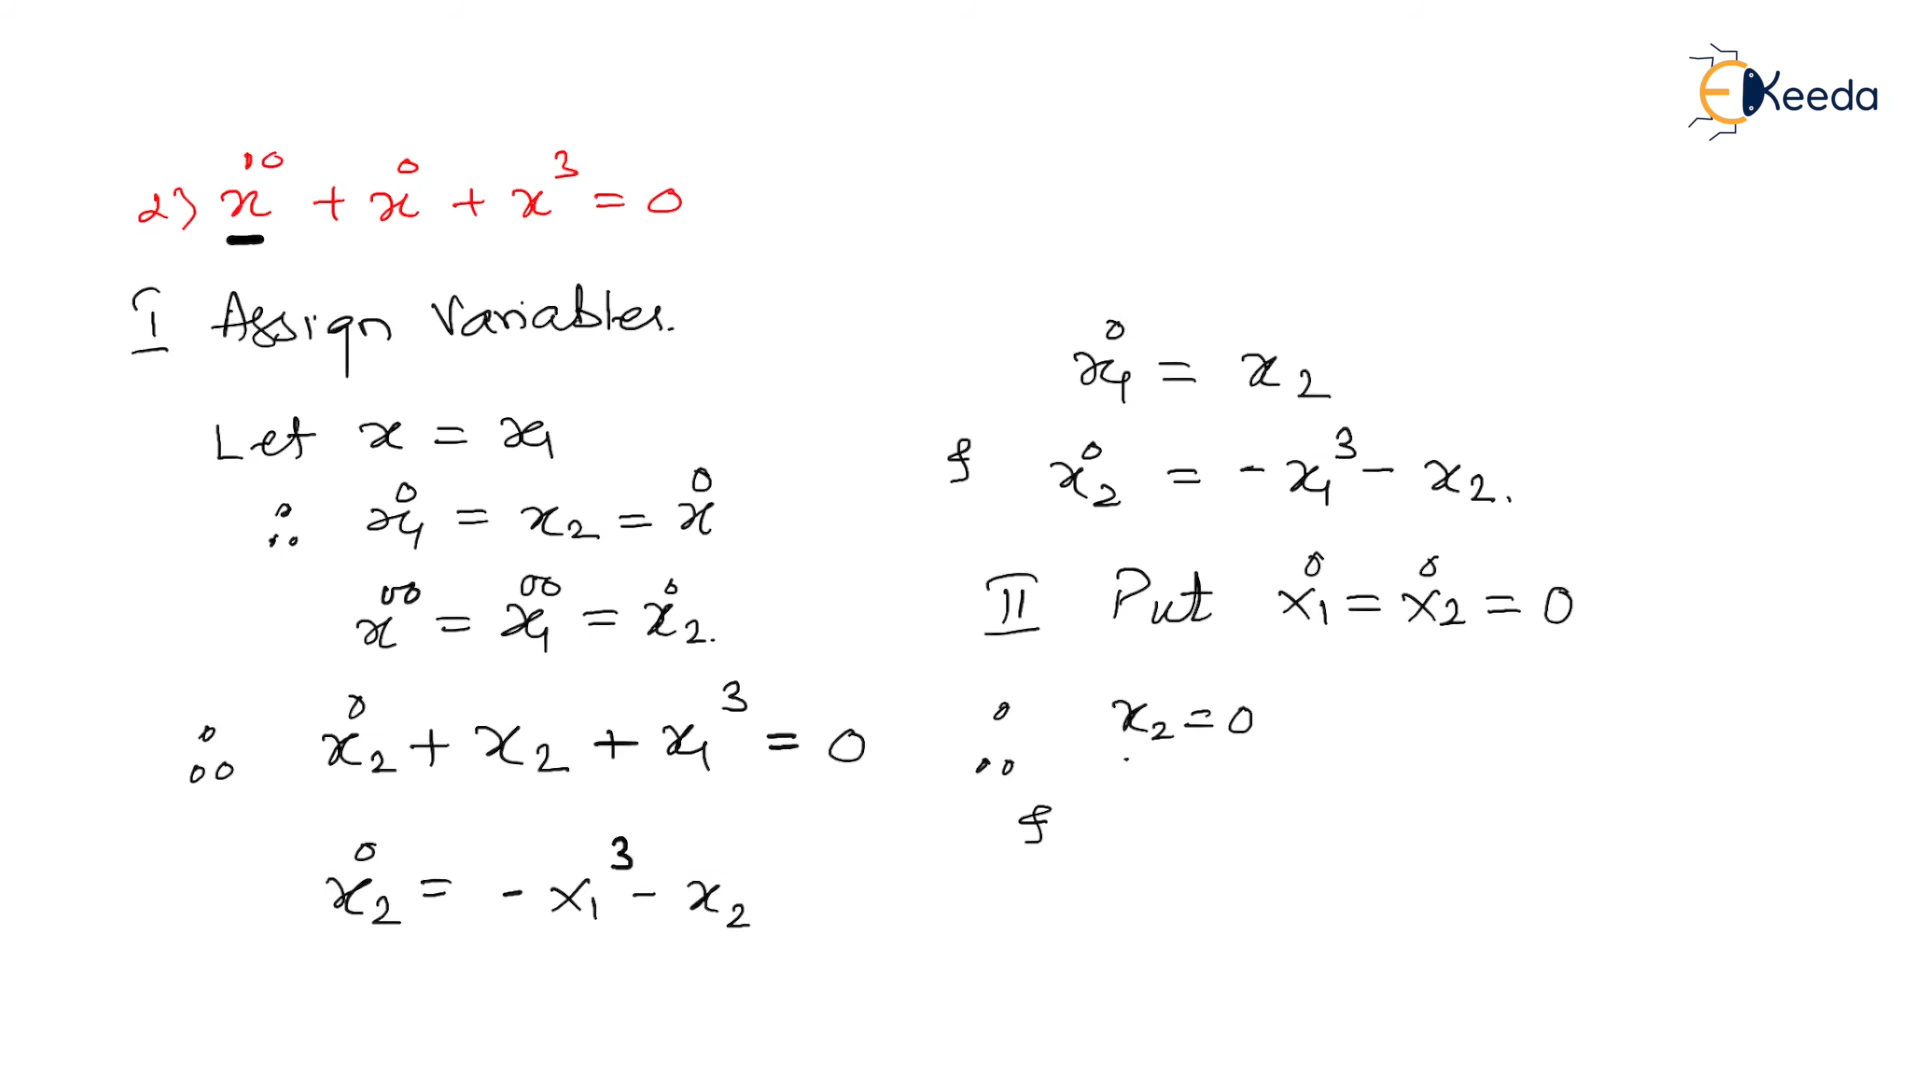 EKeeda
2) ẍ + ẋ + x³ = 0
I Assign Variables.
Let x = x₁
∴ ẋ₁ = x₂ = ẋ
ẍ = ẍ₁ = ẋ₂.
∴ ẋ₂ + x₂ + x₁³ = 0
ẋ₂ = - x₁³ - x₂
ẋ₁ = x₂
& ẋ₂ = - x₁³ - x₂.
II Put ẋ₁ = ẋ₂ = 0
∴ x₂ = 0
&